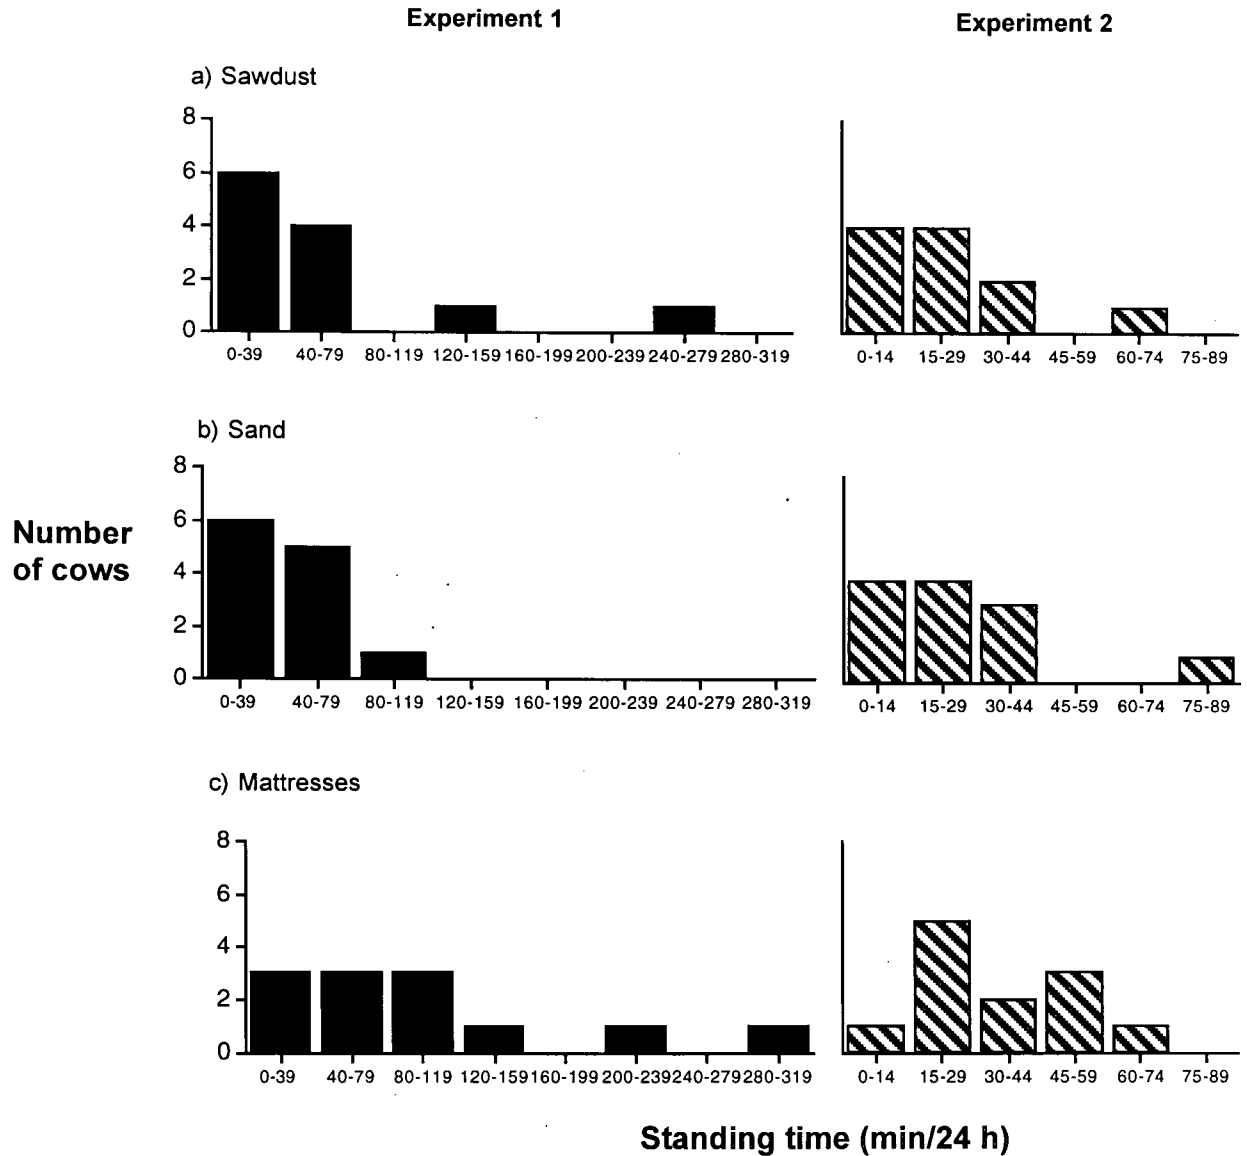 Experiment 1
Experiment 2
a) Sawdust
8
6
4
2
0
0-39 40-79 80-119 120-159 160-199 200-239 240-279 280-319
0-14 15-29 30-44 45-59 60-74 75-89
b) Sand
8
6
4
2
0
0-39 40-79 80-119 120-159 160-199 200-239 240-279 280-319
0-14 15-29 30-44 45-59 60-74 75-89
Number
of cows
c) Mattresses
8
6
4
2
0
0-39 40-79 80-119 120-159 160-199 200-239 240-279 280-319
0-14 15-29 30-44 45-59 60-74 75-89
Standing time (min/24 h)